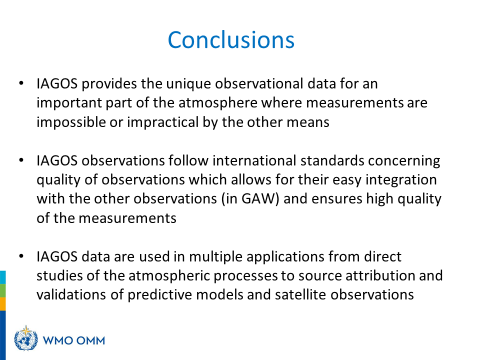 Conclusions
• IAGOS provides the unique observational data for an
important part of the atmosphere where measurements are
impossible or impractical by the other means
• IAGOS observations follow international standards concerning
quality of observations which allows for their easy integration
with the other observations (in GAW) and ensures high quality
of the measurements
• IAGOS data are used in multiple applications from direct
studies of the atmospheric processes to source attribution and
validations of predictive models and satellite observations
WMO OMM